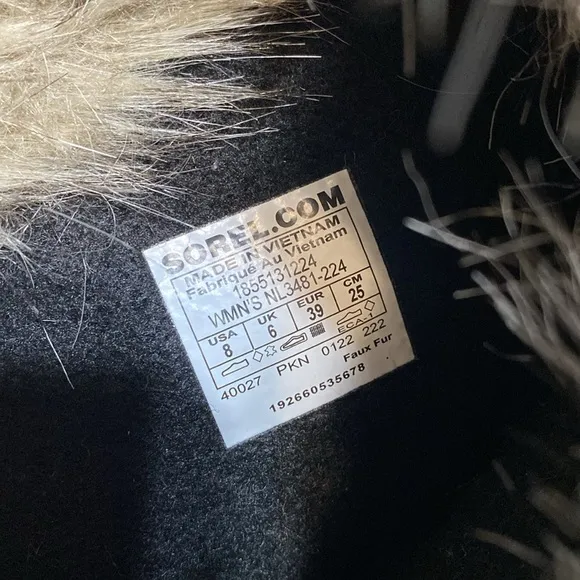 SOREL.COM
MADE IN VIETNAM
Fabriqué Au Vietnam
1855131224
WMN'S NL3481-224
USA UK EUR CM
8 6 39 25
ECA-1
40027 PKN 0122 222
Faux Fur
192660535678